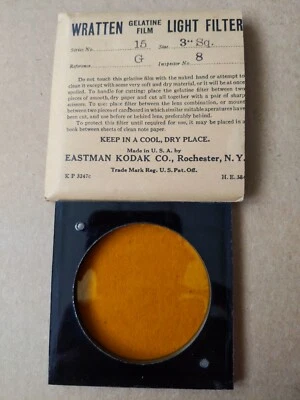 WRATTEN GELATINE FILM LIGHT FILTER
Series No. 15 Size 3" Sq.
Reference G Inspector No. 8
Do not touch this gelatine film with the naked hand or attempt to
clean it except with some very soft and dry material, or it will be at once
spoiled. To handle for cutting: place the gelatine filter between two
pieces of smooth, dry paper and cut all together with a pair of sharp
scissors. To use: place filter between the lens combination, or mount
between two pieces of cardboard in which similar suitable apertures have
been cut, and use before or behind lens, preferably behind.
To protect this filter until required for use, it may be placed in a
book between sheets of clean note paper.
KEEP IN A COOL, DRY PLACE.
Made in U. S. A. by
EASTMAN KODAK CO., Rochester, N. Y.
Trade Mark Reg. U. S. Pat. Off.
K P 3247c H. E.